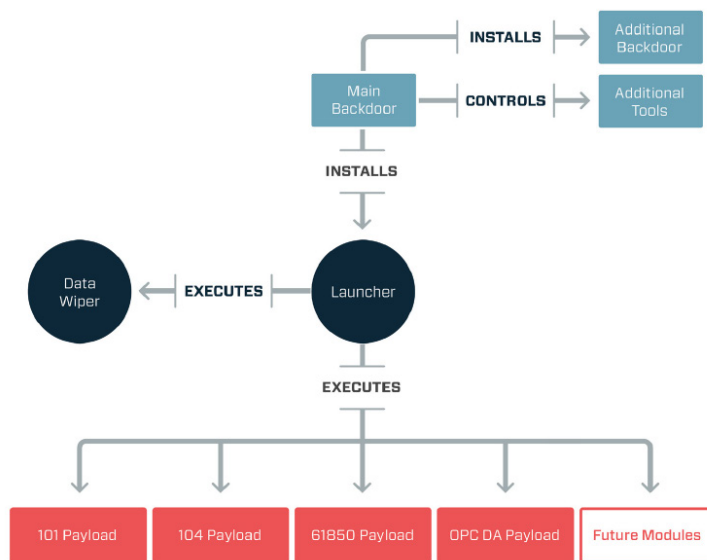 INSTALLS
Additional
Backdoor
Main
Backdoor
CONTROLS
Additional
Tools
INSTALLS
Data
Wiper
EXECUTES
Launcher
EXECUTES
101 Payload
104 Payload
61850 Payload
OPC DA Payload
Future Modules